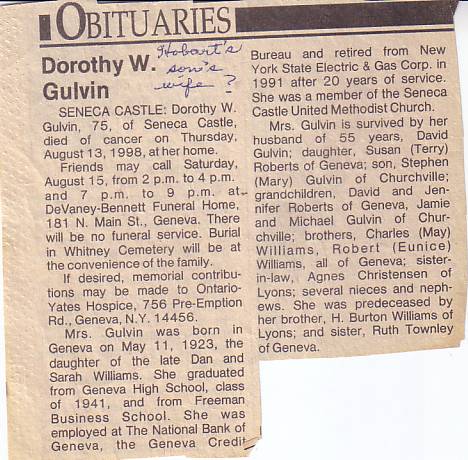 OBITUARIES
Dorothy W.
Gulvin
Hobart's
son's
wife ?
SENECA CASTLE: Dorothy W.
Gulvin, 75, of Seneca Castle,
died of cancer on Thursday,
August 13, 1998, at her home.
Friends may call Saturday,
August 15, from 2 p.m. to 4 p.m.
and 7 p.m. to 9 p.m. at
DeVaney-Bennett Funeral Home,
181 N. Main St., Geneva. There
will be no funeral service. Burial
in Whitney Cemetery will be at
the convenience of the family.
If desired, memorial contribu-
tions may be made to Ontario-
Yates Hospice, 756 Pre-Emption
Rd., Geneva, N.Y. 14456.
Mrs. Gulvin was born in
Geneva on May 11, 1923, the
daughter of the late Dan and
Sarah Williams. She graduated
from Geneva High School, class
of 1941, and from Freeman
Business School. She was
employed at The National Bank of
Geneva, the Geneva Credit
Bureau and retired from New
York State Electric & Gas Corp. in
1991 after 20 years of service.
She was a member of the Seneca
Castle United Methodist Church.
Mrs. Gulvin is survived by her
husband of 55 years, David
Gulvin; daughter, Susan (Terry)
Roberts of Geneva; son, Stephen
(Mary) Gulvin of Churchville;
grandchildren, David and Jen-
nifer Roberts of Geneva, Jamie
and Michael Gulvin of Chur-
chville; brothers, Charles (May)
Williams, Robert (Eunice)
Williams, all of Geneva; sister-
in-law, Agnes Christensen of
Lyons; several nieces and neph-
ews. She was predeceased by
her brother, H. Burton Williams of
Lyons; and sister, Ruth Townley
of Geneva.